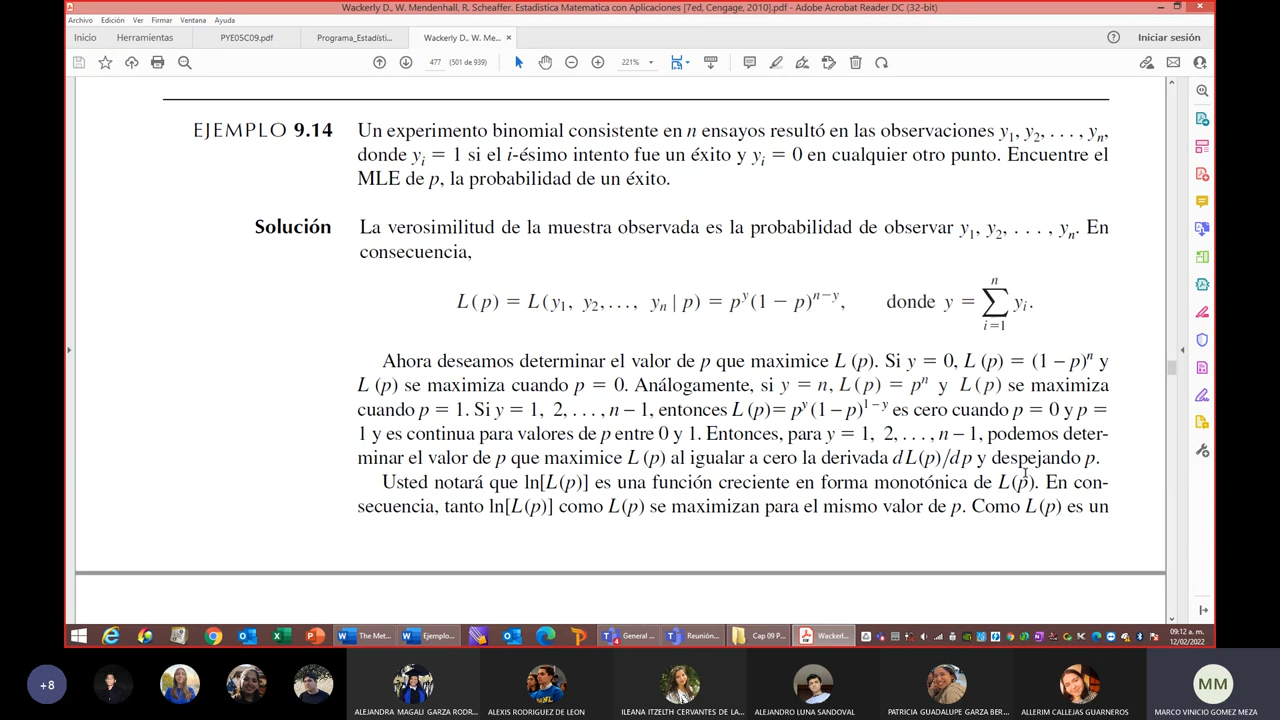 Wackerly D., W. Mendenhall, R. Scheaffer. Estadística Matematica con Aplicaciones [7ed, Cengage, 2010].pdf - Adobe Acrobat Reader DC (32-bit)
Archivo Edición Ver Firmar Ventana Ayuda
Inicio Herramientas PYE05C09.pdf Programa_Estadísti... Wackerly D., W. Me... × Iniciar sesión
477 (501 de 939) 221%
EJEMPLO 9.14 Un experimento binomial consistente en n ensayos resultó en las observaciones y1, y2, . . . , yn,
donde yi = 1 si el i-ésimo intento fue un éxito y yi = 0 en cualquier otro punto. Encuentre el
MLE de p, la probabilidad de un éxito.
Solución La verosimilitud de la muestra observada es la probabilidad de observar y1, y2, . . . , yn. En
consecuencia,
L(p) = L(y1, y2, . . . , yn | p) = p^y(1 − p)^(n−y), donde y = ∑_{i=1}^{n} yi.
Ahora deseamos determinar el valor de p que maximice L (p). Si y = 0, L (p) = (1 – p)^n y
L (p) se maximiza cuando p = 0. Análogamente, si y = n, L(p) = p^n y L(p) se maximiza
cuando p = 1. Si y = 1, 2, . . . , n – 1, entonces L (p)= p^y (1 – p)^(1–y) es cero cuando p = 0 y p =
1 y es continua para valores de p entre 0 y 1. Entonces, para y = 1, 2, . . . , n – 1, podemos deter-
minar el valor de p que maximice L (p) al igualar a cero la derivada dL(p)/dp y despejando p.
Usted notará que ln[L(p)] es una función creciente en forma monotónica de L(p). En con-
secuencia, tanto ln[L(p)] como L(p) se maximizan para el mismo valor de p. Como L(p) es un
The Met... Ejemplo... General ... Reunión... Cap 09 P... Wackerl...
09:12 a. m.
12/02/2022
+8 ALEJANDRA MAGALI GARZA RODR... ALEXIS RODRIGUEZ DE LEON ILEANA ITZELTH CERVANTES DE LA... ALEJANDRO LUNA SANDOVAL PATRICIA GUADALUPE GARZA BER... ALLERIM CALLEJAS GUARNEROS MM MARCO VINICIO GOMEZ MEZA